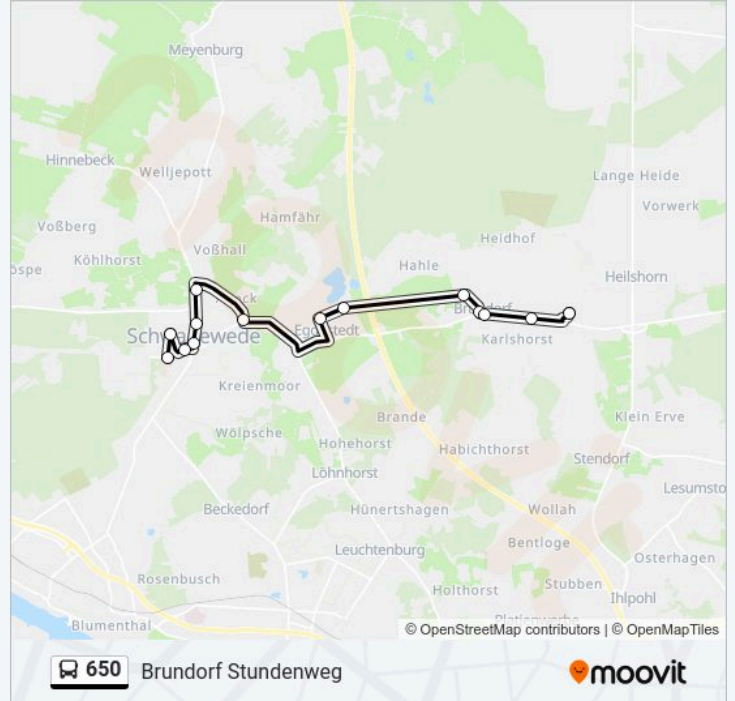 Meyenburg
Hinnebeck
Welljepott
Lange Heide
Vorwerk
Hamfähr
Voßberg
Voßhall
Heidhof
Köhlhorst
Hahle
Heilshorn
Karlshorst
Kreienmoor
Brande
Klein Erve
Wölpsche
Hohehorst
Habichthorst
Stendorf
Löhnhorst
Lesumsto
Beckedorf
Hünertshagen
Wollah
Bentloge
Leuchtenburg
Osterhagen
Rosenbusch
Stubben
Holthorst
Ihlpohl
Blumenthal
© OpenStreetMap contributors | © OpenMapTiles
650 Brundorf Stundenweg
moovit